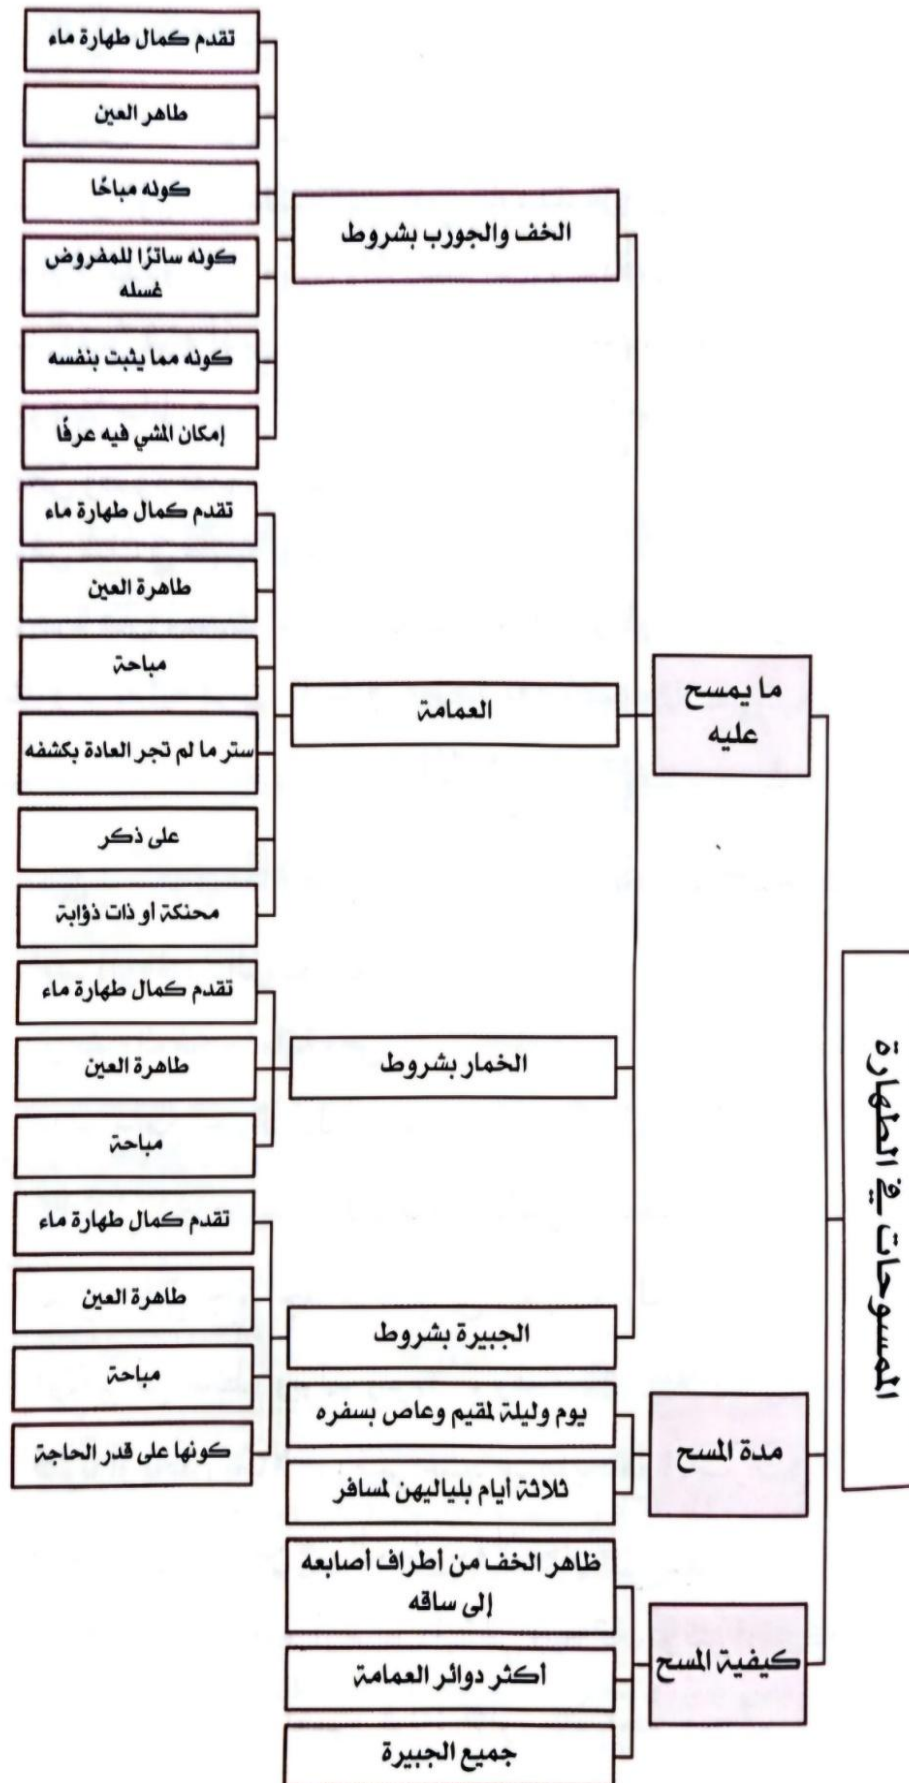 الممسوحات في الطهارة
ما يمسح
عليه
الخف والجورب بشروط
تقدم كمال طهارة ماء
طاهر العين
كونه مباحًا
كونه ساترًا للمفروض
غسله
كونه مما يثبت بنفسه
إمكان المشي فيه عرفًا
العمامة
تقدم كمال طهارة ماء
طاهرة العين
مباحة
ستر ما لم تجر العادة بكشفه
على ذكر
محنكة أو ذات ذؤابة
الخمار بشروط
تقدم كمال طهارة ماء
طاهرة العين
مباحة
الجبيرة بشروط
تقدم كمال طهارة ماء
طاهرة العين
مباحة
كونها على قدر الحاجة
مدة المسح
يوم وليلة لمقيم وعاص بسفره
ثلاثة أيام بلياليهن لمسافر
كيفية المسح
ظاهر الخف من أطراف أصابعه
إلى ساقه
أكثر دوائر العمامة
جميع الجبيرة